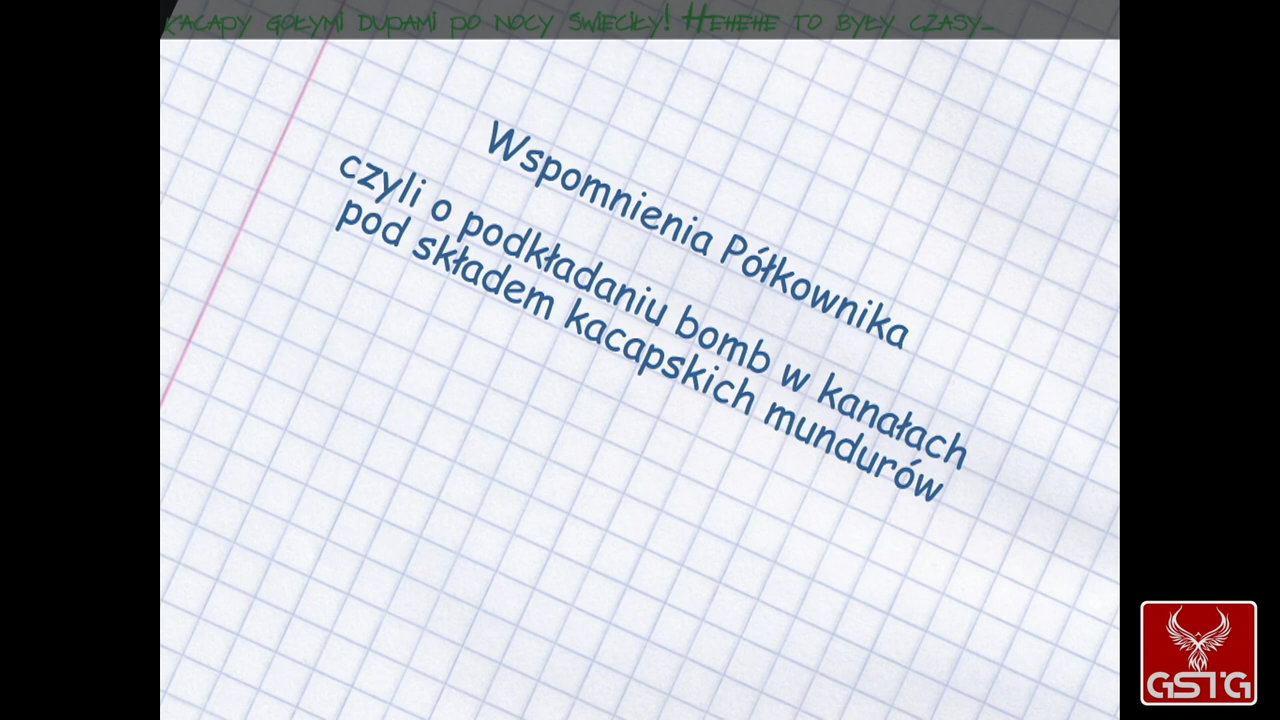 kacapy gołymi dupami po nocy świeciły! Hehehe to były czasy...
Wspomnienia Półkownika
czyli o podkładaniu bomb w kanałach
pod składem kacapskich mundurów
GSTG